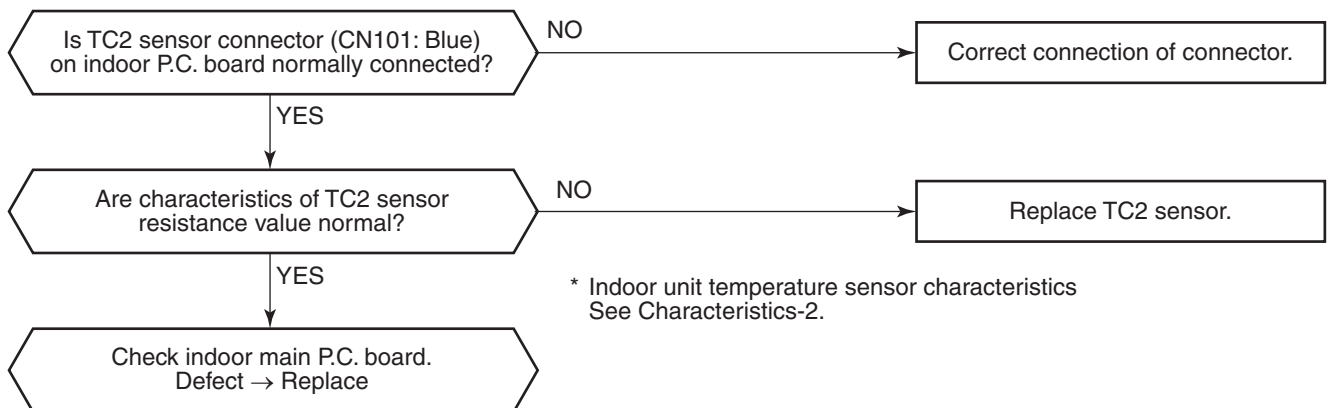 Is TC2 sensor connector (CN101: Blue)
on indoor P.C. board normally connected?
NO
Correct connection of connector.
YES
Are characteristics of TC2 sensor
resistance value normal?
NO
Replace TC2 sensor.
YES
* Indoor unit temperature sensor characteristics
See Characteristics-2.
Check indoor main P.C. board.
Defect → Replace